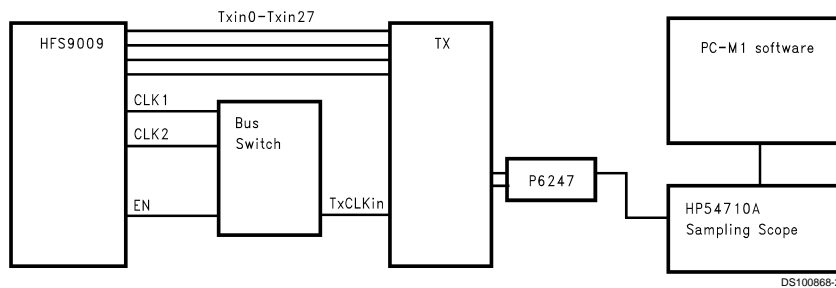 Txin0-Txin27
HFS9009
TX
PC-M1 software
CLK1
Bus
Switch
CLK2
P6247
EN
TxCLKin
HP54710A
Sampling Scope